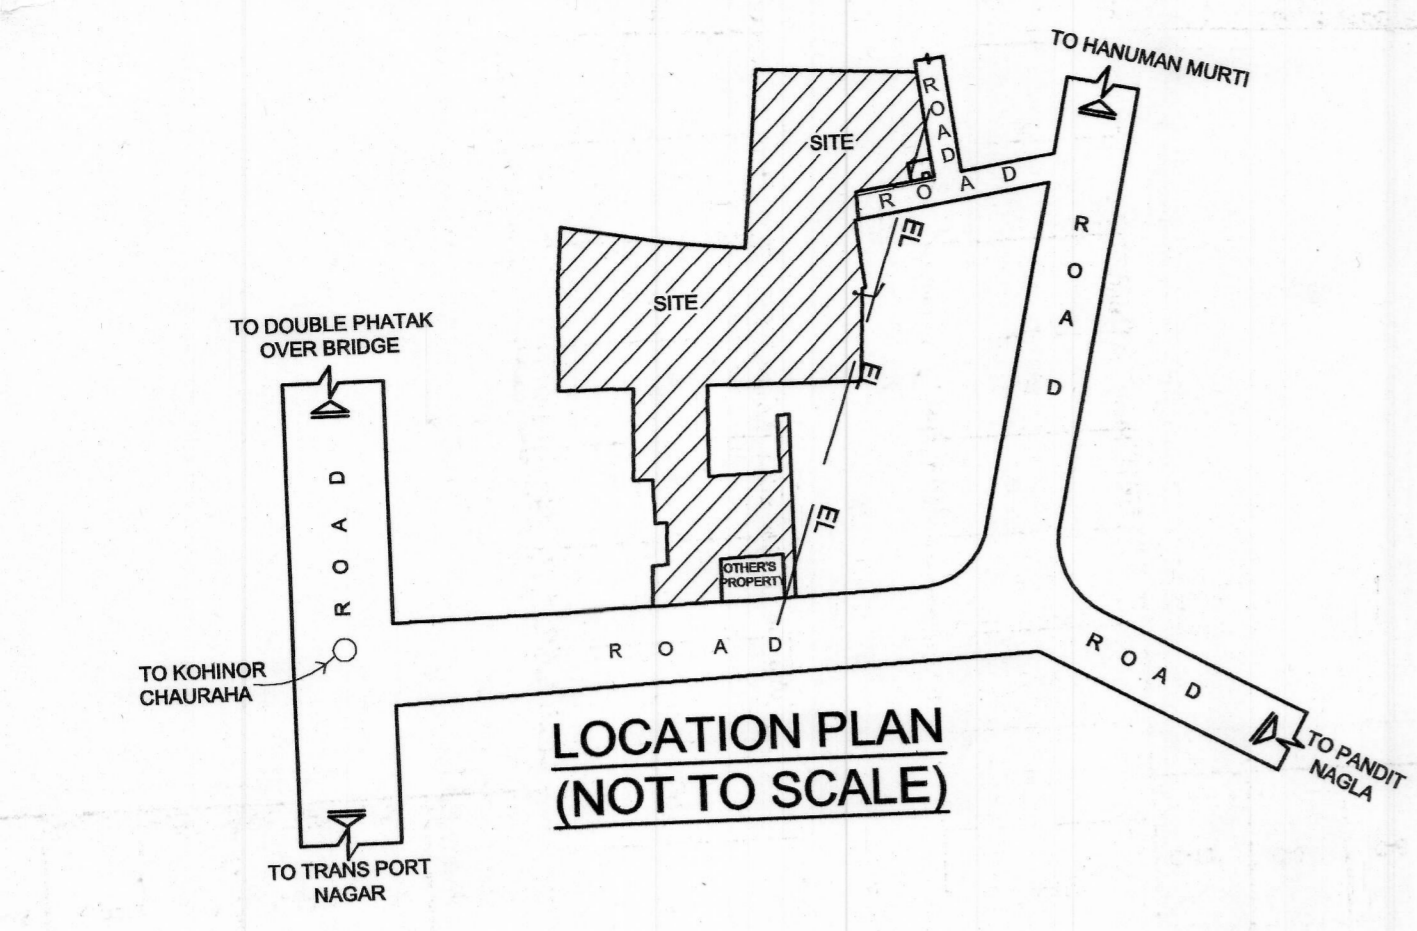 TO HANUMAN MURTI
ROAD
SITE
ROAD
EL
ROAD
SITE
TO DOUBLE PHATAK
OVER BRIDGE
EL
ROAD
EL
OTHER'S
PROPERTY
ROAD
ROAD
TO KOHINOR
CHAURAHA
LOCATION PLAN
(NOT TO SCALE)
TO PANDIT
NAGLA
TO TRANS PORT
NAGAR